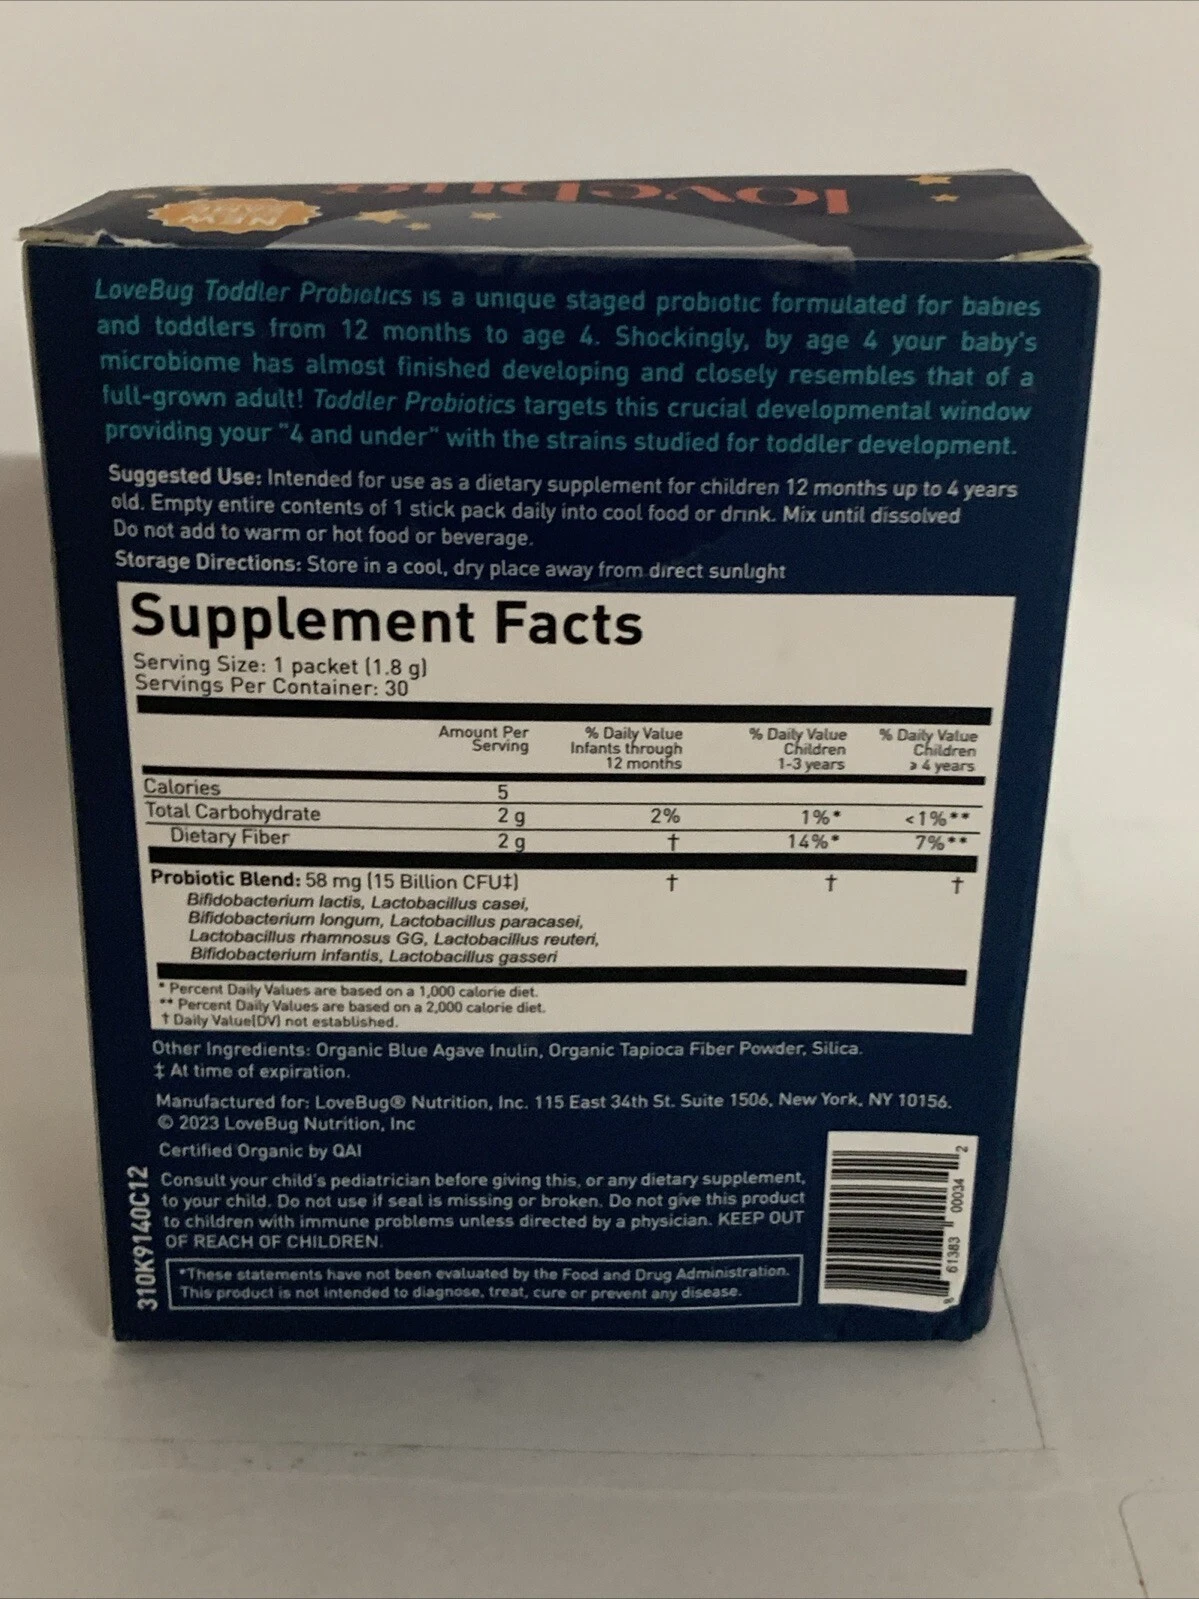 lovebug
NEW
LoveBug Toddler Probiotics is a unique staged probiotic formulated for babies
and toddlers from 12 months to age 4. Shockingly, by age 4 your baby's
microbiome has almost finished developing and closely resembles that of a
full-grown adult! Toddler Probiotics targets this crucial developmental window
providing your "4 and under" with the strains studied for toddler development.
Suggested Use: Intended for use as a dietary supplement for children 12 months up to 4 years
old. Empty entire contents of 1 stick pack daily into cool food or drink. Mix until dissolved
Do not add to warm or hot food or beverage.
Storage Directions: Store in a cool, dry place away from direct sunlight
Supplement Facts
Serving Size: 1 packet (1.8 g)
Servings Per Container: 30
Amount Per Serving % Daily Value Infants through 12 months % Daily Value Children 1-3 years % Daily Value Children ≥ 4 years
Calories 5
Total Carbohydrate 2 g 2% 1%* <1%**
Dietary Fiber 2 g † 14%* 7%**
Probiotic Blend: 58 mg (15 Billion CFU‡) † † †
Bifidobacterium lactis, Lactobacillus casei,
Bifidobacterium longum, Lactobacillus paracasei,
Lactobacillus rhamnosus GG, Lactobacillus reuteri,
Bifidobacterium infantis, Lactobacillus gasseri
* Percent Daily Values are based on a 1,000 calorie diet.
** Percent Daily Values are based on a 2,000 calorie diet.
† Daily Value(DV) not established.
Other Ingredients: Organic Blue Agave Inulin, Organic Tapioca Fiber Powder, Silica.
‡ At time of expiration.
Manufactured for: LoveBug® Nutrition, Inc. 115 East 34th St. Suite 1506, New York, NY 10156.
© 2023 LoveBug Nutrition, Inc
Certified Organic by QAI
Consult your child's pediatrician before giving this, or any dietary supplement,
to your child. Do not use if seal is missing or broken. Do not give this product
to children with immune problems unless directed by a physician. KEEP OUT
OF REACH OF CHILDREN.
*These statements have not been evaluated by the Food and Drug Administration.
This product is not intended to diagnose, treat, cure or prevent any disease.
310K9140C12
8 61383 00034 2